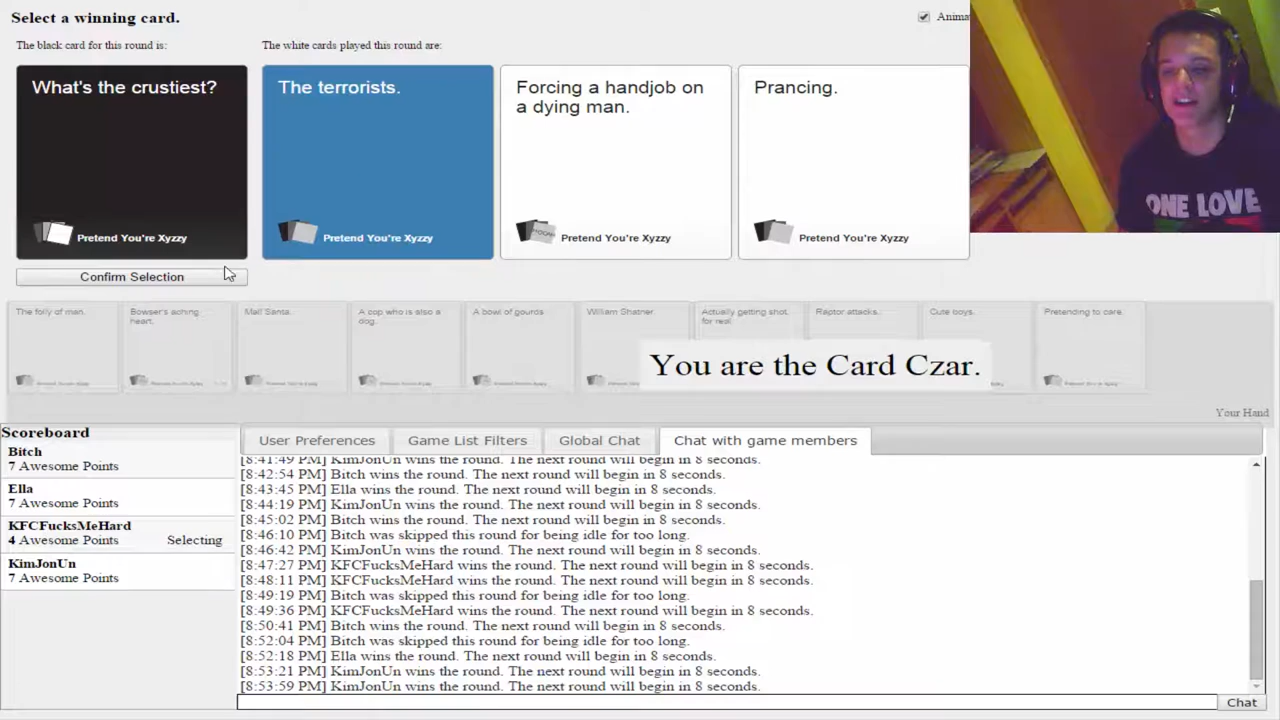 Select a winning card.
Anima
The black card for this round is:
The white cards played this round are:
What's the crustiest?
Pretend You're Xyzzy
The terrorists.
Pretend You're Xyzzy
Forcing a handjob on
a dying man.
Pretend You're Xyzzy
Prancing.
Pretend You're Xyzzy
ONE LOVE
Confirm Selection
The folly of man.
Bowser's aching
heart.
Mall Santa.
A cop who is also a
dog.
A bowl of gourds.
William Shatner.
Actually getting shot,
for real.
Raptor attacks.
Cute boys.
Pretending to care.
You are the Card Czar.
Your Hand
Scoreboard
Bitch
7 Awesome Points
Ella
7 Awesome Points
KFCFucksMeHard
4 Awesome Points Selecting
KimJonUn
7 Awesome Points
User Preferences
Game List Filters
Global Chat
Chat with game members
[8:41:49 PM] KimJonUn wins the round. The next round will begin in 8 seconds.
[8:42:54 PM] Bitch wins the round. The next round will begin in 8 seconds.
[8:43:45 PM] Ella wins the round. The next round will begin in 8 seconds.
[8:44:19 PM] KimJonUn wins the round. The next round will begin in 8 seconds.
[8:45:02 PM] Bitch wins the round. The next round will begin in 8 seconds.
[8:46:10 PM] Bitch was skipped this round for being idle for too long.
[8:46:42 PM] KimJonUn wins the round. The next round will begin in 8 seconds.
[8:47:27 PM] KFCFucksMeHard wins the round. The next round will begin in 8 seconds.
[8:48:11 PM] KFCFucksMeHard wins the round. The next round will begin in 8 seconds.
[8:49:19 PM] Bitch was skipped this round for being idle for too long.
[8:49:36 PM] KFCFucksMeHard wins the round. The next round will begin in 8 seconds.
[8:50:41 PM] Bitch wins the round. The next round will begin in 8 seconds.
[8:52:04 PM] Bitch was skipped this round for being idle for too long.
[8:52:18 PM] Ella wins the round. The next round will begin in 8 seconds.
[8:53:21 PM] KimJonUn wins the round. The next round will begin in 8 seconds.
[8:53:59 PM] KimJonUn wins the round. The next round will begin in 8 seconds.
Chat